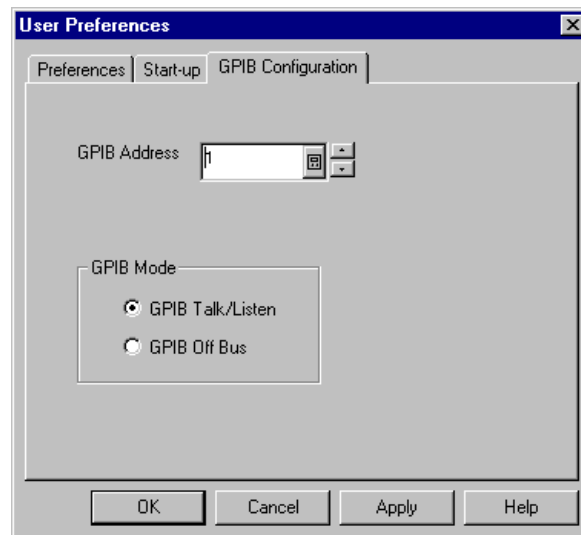 User Preferences
Preferences Start-up GPIB Configuration
GPIB Address 1
GPIB Mode
GPIB Talk/Listen
GPIB Off Bus
OK Cancel Apply Help